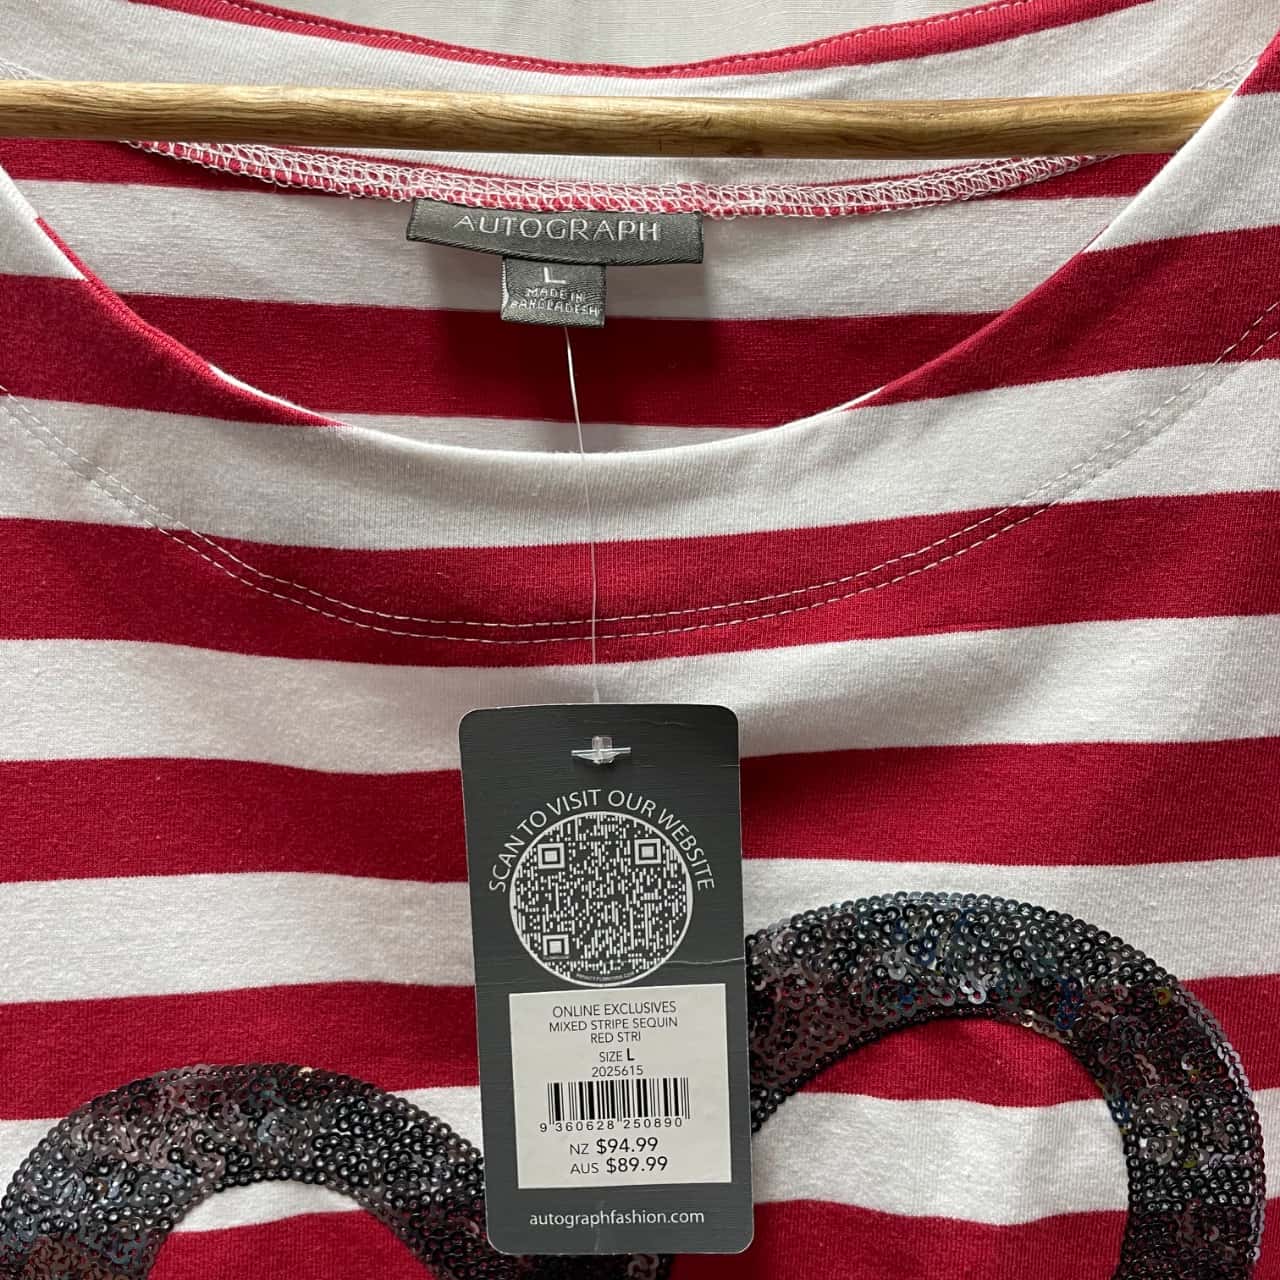 AUTOGRAPH
L
MADE IN
BANGLADESH
SCAN TO VISIT OUR WEBSITE
ONLINE EXCLUSIVES
MIXED STRIPE SEQUIN
RED STRI
SIZE L
2025615
9 360628 250890
NZ $94.99
AUS $89.99
autographfashion.com